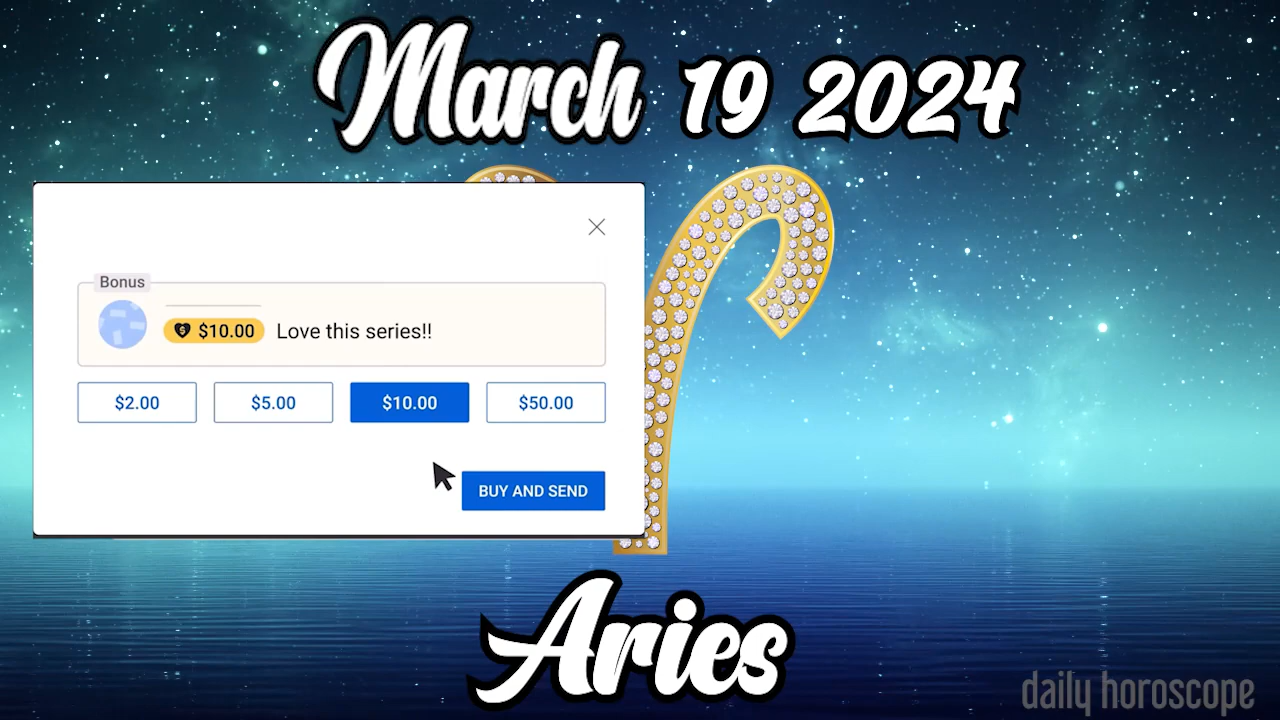 March 19 2024
Bonus
$10.00 Love this series!!
$2.00 $5.00 $10.00 $50.00
BUY AND SEND
Aries
daily horoscope